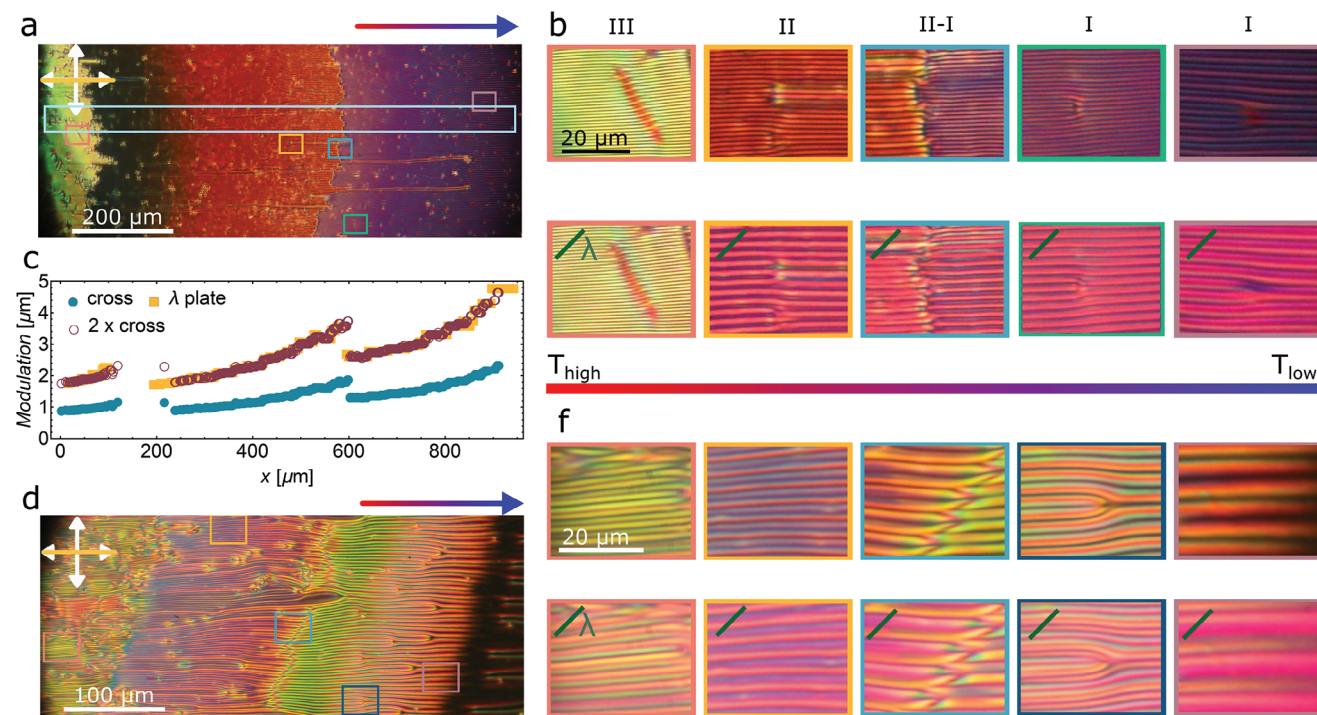 a
200 μm
b
III
II
II-I
I
I
20 μm
λ
c
Modulation [μm]
5
4
3
2
1
0
cross
λ plate
2 x cross
0
200
400
600
800
x [μm]
T_high
T_low
d
100 μm
f
20 μm
λ